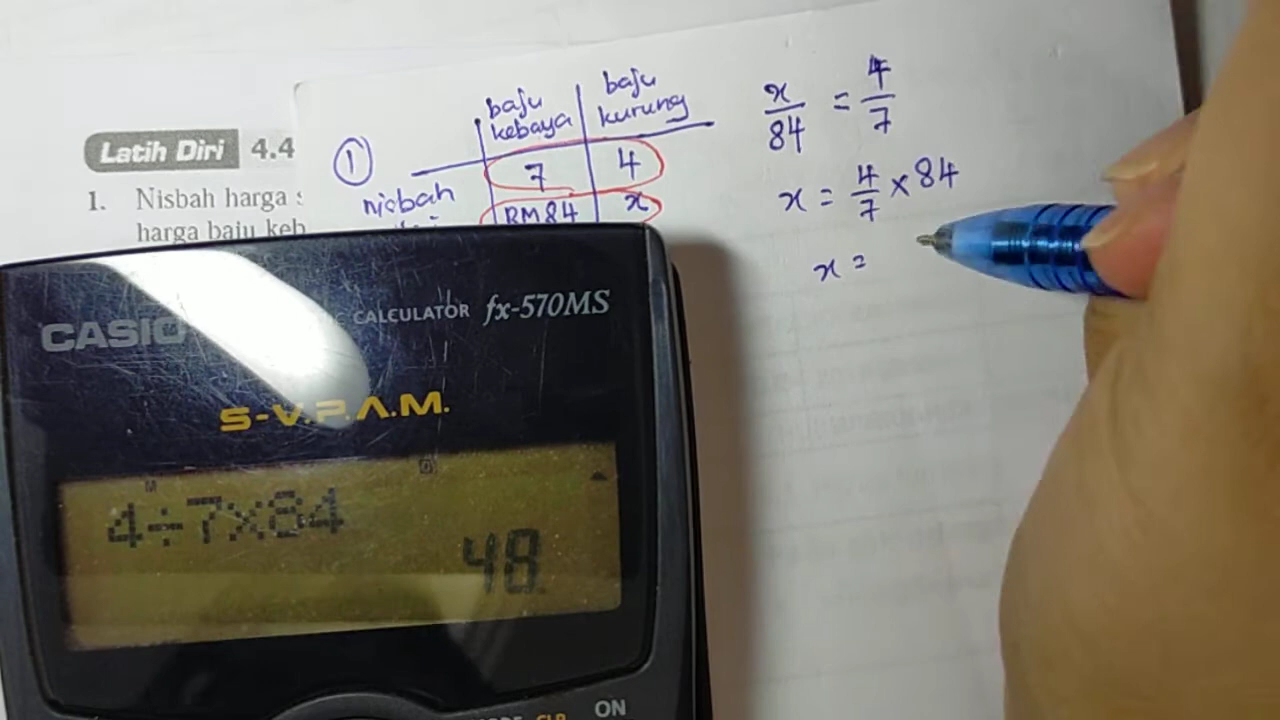 Latih Diri 4.4
1. Nisbah harga
harga baju keb
①
baju kebaya
baju kurung
nisbah 7 4
RM84 x
x/84 = 4/7
x = 4/7 × 84
x =
CASIO
CALCULATOR fx-570MS
S-V.P.A.M.
M D
4÷7×84
48.
CLR ON